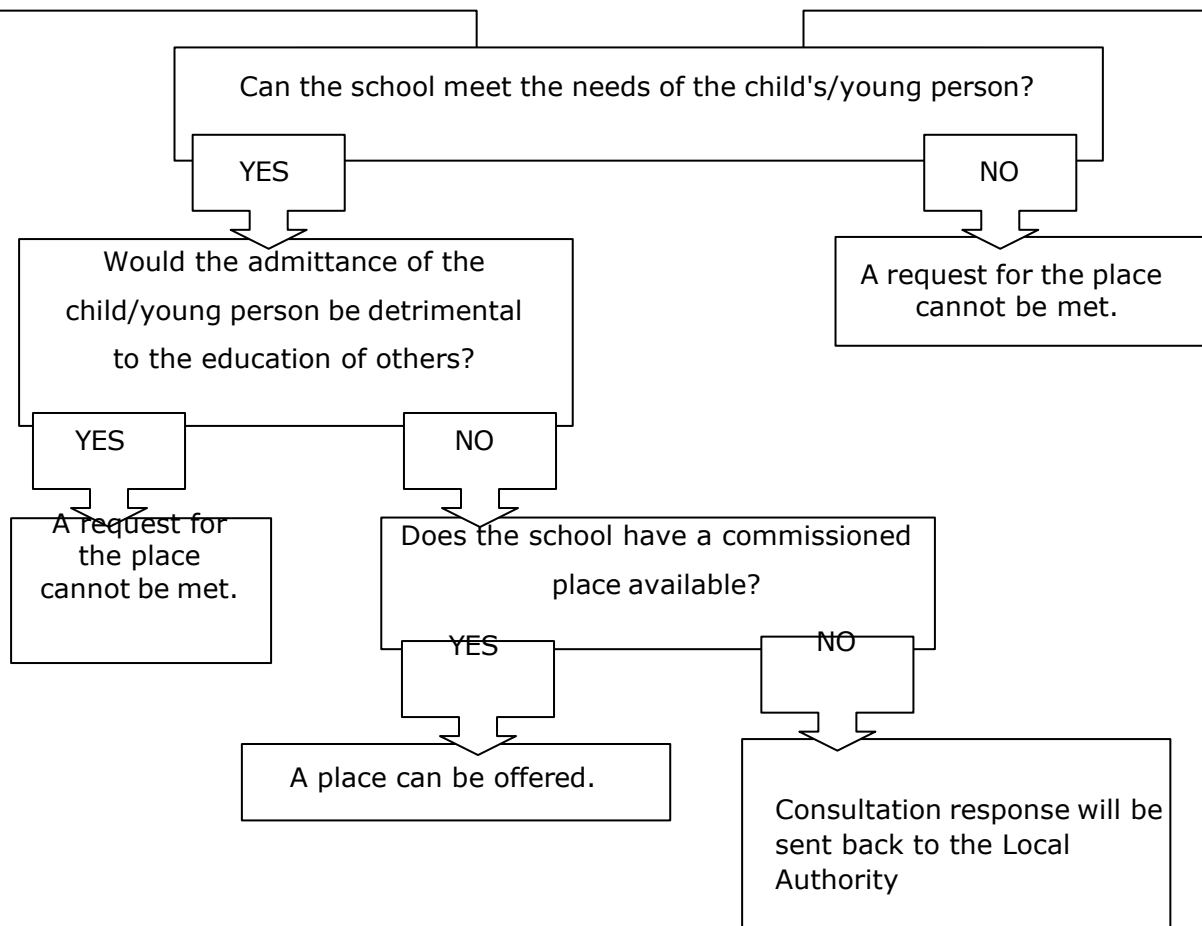 Can the school meet the needs of the child's/young person?
YES
NO
Would the admittance of the
child/young person be detrimental
to the education of others?
A request for the place
cannot be met.
YES
NO
A request for
the place
cannot be met.
Does the school have a commissioned
place available?
YES
NO
A place can be offered.
Consultation response will be
sent back to the Local
Authority